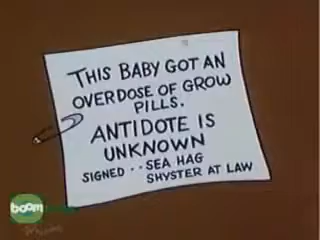 THIS BABY GOT AN
OVERDOSE OF GROW
PILLS.
ANTIDOTE IS
UNKNOWN
SIGNED .. SEA HAG
SHYSTER AT LAW
boom